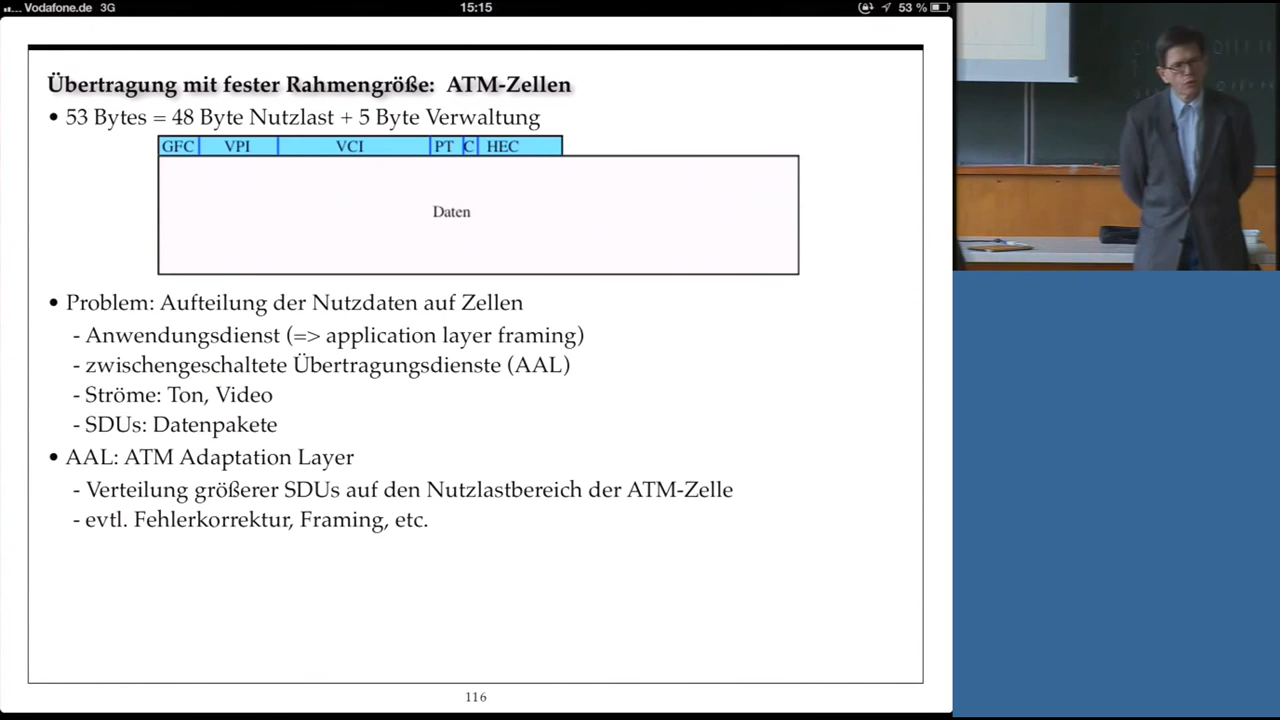 Vodafone.de 3G 15:15 53 %
Übertragung mit fester Rahmengröße: ATM-Zellen
• 53 Bytes = 48 Byte Nutzlast + 5 Byte Verwaltung
GFC VPI VCI PT C HEC
Daten
• Problem: Aufteilung der Nutzdaten auf Zellen
- Anwendungsdienst (=> application layer framing)
- zwischengeschaltete Übertragungsdienste (AAL)
- Ströme: Ton, Video
- SDUs: Datenpakete
• AAL: ATM Adaptation Layer
- Verteilung größerer SDUs auf den Nutzlastbereich der ATM-Zelle
- evtl. Fehlerkorrektur, Framing, etc.
116